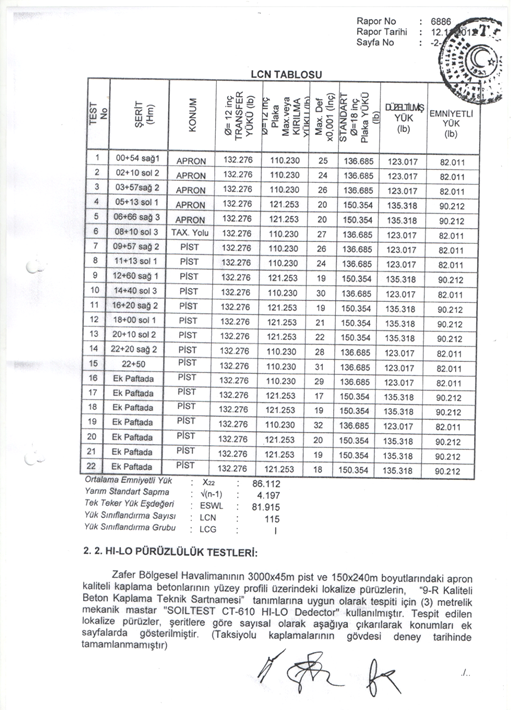 Rapor No : 6886
Rapor Tarihi : 12.
Sayfa No : -2-
LCN TABLOSU
TEST No | ŞERİT (Hm) | KONUM | Ø= 12 inç TRANSFER YÜKÜ (lb) | Ø=12 inç Plaka Max.veya KIRILMA YÜKÜ (lb) | Max. Def x0,001 (İnç) | STANDART Ø=18 inç Plaka YÜKÜ (lb) | DÜZELTİLMİŞ YÜK (lb) | EMNİYETLİ YÜK (lb)
1 00+54 sağ1 APRON 132.276 110.230 25 136.685 123.017 82.011
2 02+10 sol 2 APRON 132.276 110.230 24 136.685 123.017 82.011
3 03+57sağ 2 APRON 132.276 110.230 26 136.685 123.017 82.011
4 05+13 sol 1 APRON 132.276 121.253 20 150.354 135.318 90.212
5 06+66 sağ 3 APRON 132.276 121.253 20 150.354 135.318 90.212
6 08+10 sol 3 TAX. Yolu 132.276 110.230 27 136.685 123.017 82.011
7 09+57 sağ 2 PİST 132.276 110.230 26 136.685 123.017 82.011
8 11+13 sol 1 PİST 132.276 110.230 24 136.685 123.017 82.011
9 12+60 sağ 1 PİST 132.276 121.253 19 150.354 135.318 90.212
10 14+40 sol 3 PİST 132.276 110.230 30 136.685 123.017 82.011
11 16+20 sağ 2 PİST 132.276 121.253 19 150.354 135.318 90.212
12 18+00 sol 1 PİST 132.276 121.253 21 150.354 135.318 90.212
13 20+10 sol 2 PİST 132.276 121.253 22 150.354 135.318 90.212
14 22+20 sağ 2 PİST 132.276 110.230 28 136.685 123.017 82.011
15 22+50 PİST 132.276 110.230 31 136.685 123.017 82.011
16 Ek Paftada PİST 132.276 110.230 29 136.685 123.017 82.011
17 Ek Paftada PİST 132.276 121.253 17 150.354 135.318 90.212
18 Ek Paftada PİST 132.276 121.253 19 150.354 135.318 90.212
19 Ek Paftada PİST 132.276 110.230 32 136.685 123.017 82.011
20 Ek Paftada PİST 132.276 121.253 20 150.354 135.318 90.212
21 Ek Paftada PİST 132.276 121.253 19 150.354 135.318 90.212
22 Ek Paftada PİST 132.276 121.253 18 150.354 135.318 90.212
Ortalama Emniyetli Yük : X22 : 86.112
Yarım Standart Sapma : √(n-1) : 4.197
Tek Teker Yük Eşdeğeri : ESWL : 81.915
Yük Sınıflandırma Sayısı : LCN : 115
Yük Sınıflandırma Grubu : LCG : I
2. 2. HI-LO PÜRÜZLÜLÜK TESTLERİ:
Zafer Bölgesel Havalimanının 3000x45m pist ve 150x240m boyutlarındaki apron
kaliteli kaplama betonlarının yüzey profili üzerindeki lokalize pürüzlerin, "9-R Kaliteli
Beton Kaplama Teknik Sartnamesi" tanımlarına uygun olarak tespiti için (3) metrelik
mekanik mastar "SOILTEST CT-610 HI-LO Dedector" kullanılmıştır. Tespit edilen
lokalize pürüzler, şeritlere göre sayısal olarak aşağıya çıkarılarak konumları ek
sayfalarda gösterilmiştir. (Taksiyolu kaplamalarının gövdesi deney tarihinde
tamamlanmamıştır)
./..